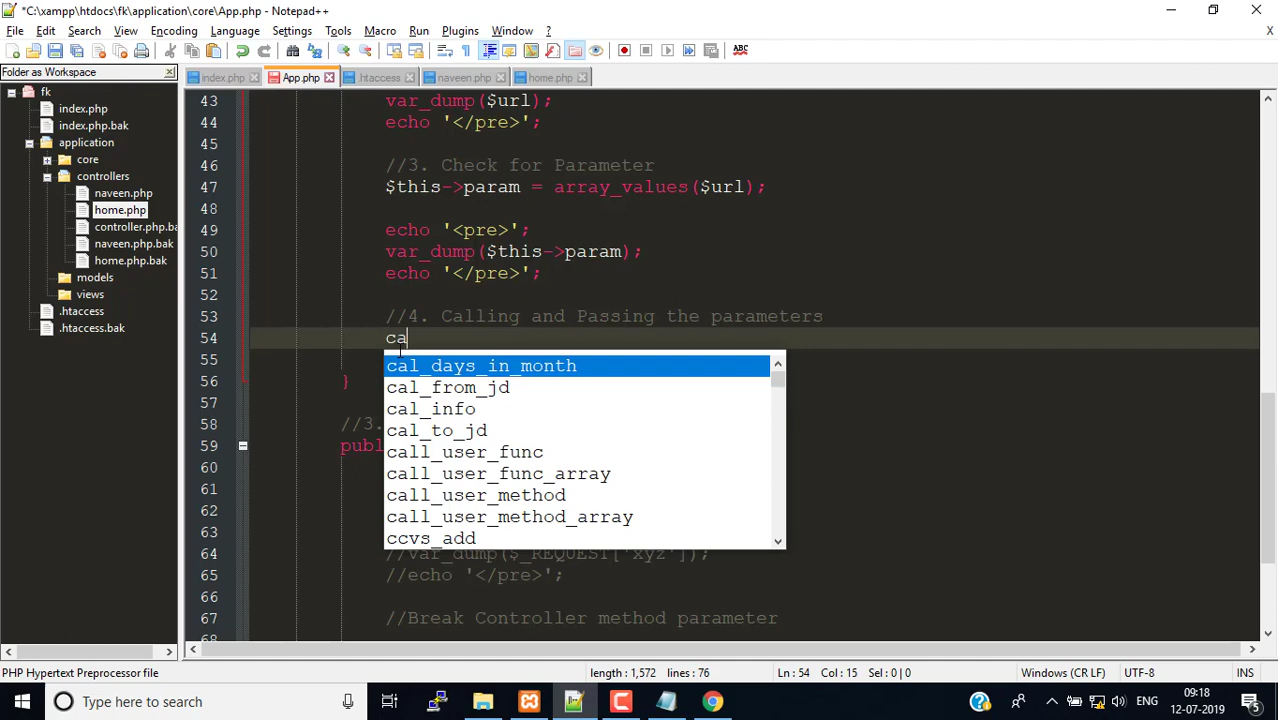 *C:\xampp\htdocs\fk\application\core\App.php - Notepad++
File Edit Search View Encoding Language Settings Tools Macro Run Plugins Window ? X
ABC
Folder as Workspace
index.php App.php htaccess naveen.php home.php
fk
index.php
index.php.bak
application
core
controllers
naveen.php
home.php
controller.php.ba
naveen.php.bak
home.php.bak
models
views
.htaccess
.htaccess.bak
43 var_dump($url);
44 echo '</pre>';
45
46 //3. Check for Parameter
47 $this->param = array_values($url);
48
49 echo '<pre>';
50 var_dump($this->param);
51 echo '</pre>';
52
53 //4. Calling and Passing the parameters
54 ca
55
56 }
57
58 //3.
59 publ
60
61
62
63
64 //var_dump($_REQUEST['xyz']);
65 //echo '</pre>';
66
67 //Break Controller method parameter
68
cal_days_in_month
cal_from_jd
cal_info
cal_to_jd
call_user_func
call_user_func_array
call_user_method
call_user_method_array
ccvs_add
PHP Hypertext Preprocessor file length : 1,572 lines : 76 Ln : 54 Col : 15 Sel : 0 | 0 Windows (CR LF) UTF-8 INS
Type here to search
ENG
09:18
12-07-2019
5